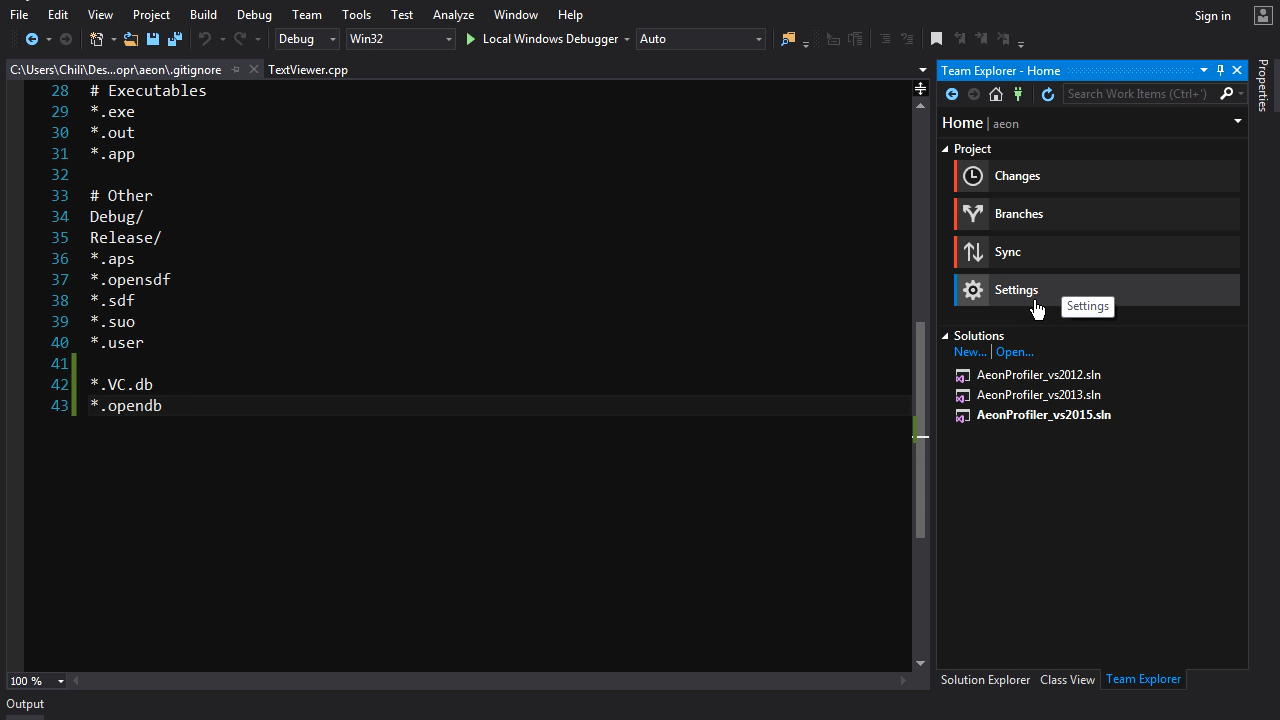 File Edit View Project Build Debug Team Tools Test Analyze Window Help Sign in
Debug Win32 Local Windows Debugger Auto
C:\Users\Chili\Des...opr\aeon\.gitignore TextViewer.cpp
28 # Executables
29 *.exe
30 *.out
31 *.app
32
33 # Other
34 Debug/
35 Release/
36 *.aps
37 *.opensdf
38 *.sdf
39 *.suo
40 *.user
41
42 *.VC.db
43 *.opendb
100 %
Output
Team Explorer - Home
Search Work Items (Ctrl+')
Home | aeon
Project
Changes
Branches
Sync
Settings
Settings
Solutions
New... | Open...
AeonProfiler_vs2012.sln
AeonProfiler_vs2013.sln
AeonProfiler_vs2015.sln
Solution Explorer Class View Team Explorer
Properties